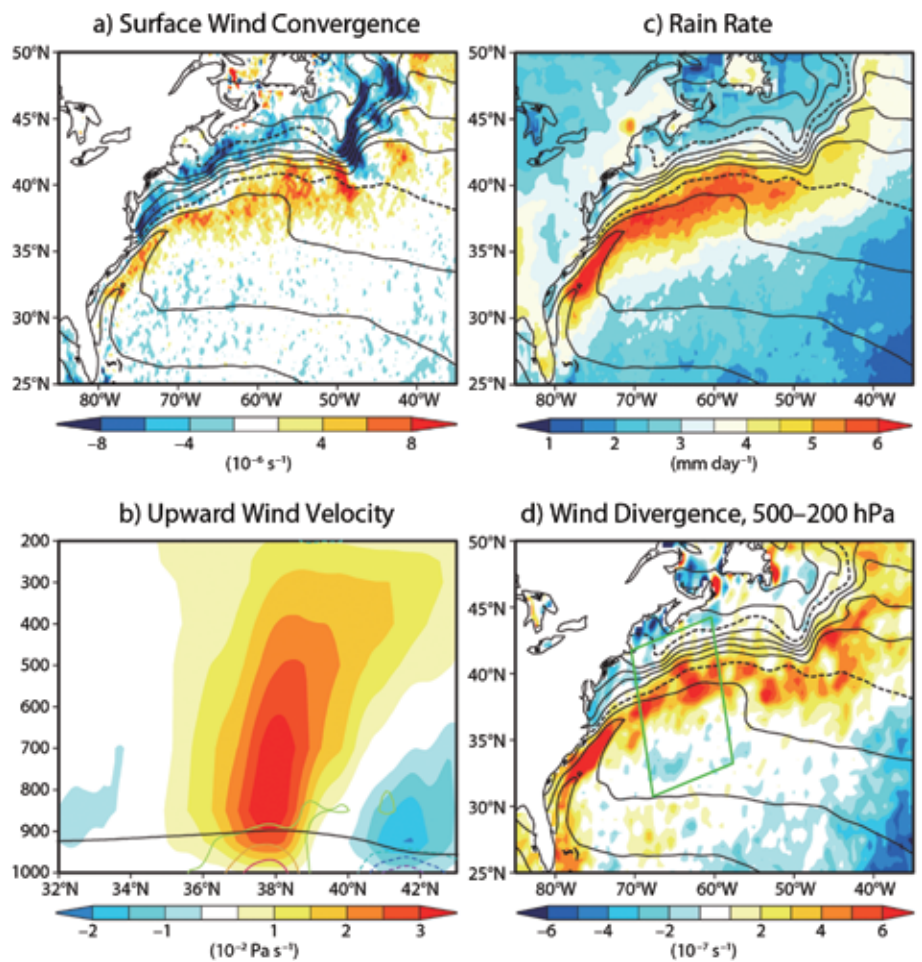 a) Surface Wind Convergence
50°N
45°N
40°N
35°N
30°N
25°N
80°W 70°W 60°W 50°W 40°W
−8 −4 4 8
(10⁻⁶ s⁻¹)
c) Rain Rate
50°N
45°N
40°N
35°N
30°N
25°N
80°W 70°W 60°W 50°W 40°W
1 2 3 4 5 6
(mm day⁻¹)
b) Upward Wind Velocity
200
300
400
500
600
700
800
900
1000
32°N 34°N 36°N 38°N 40°N 42°N
−2 −1 1 2 3
(10⁻² Pa s⁻¹)
d) Wind Divergence, 500–200 hPa
50°N
45°N
40°N
35°N
30°N
25°N
80°W 70°W 60°W 50°W 40°W
−6 −4 −2 2 4 6
(10⁻⁷ s⁻¹)